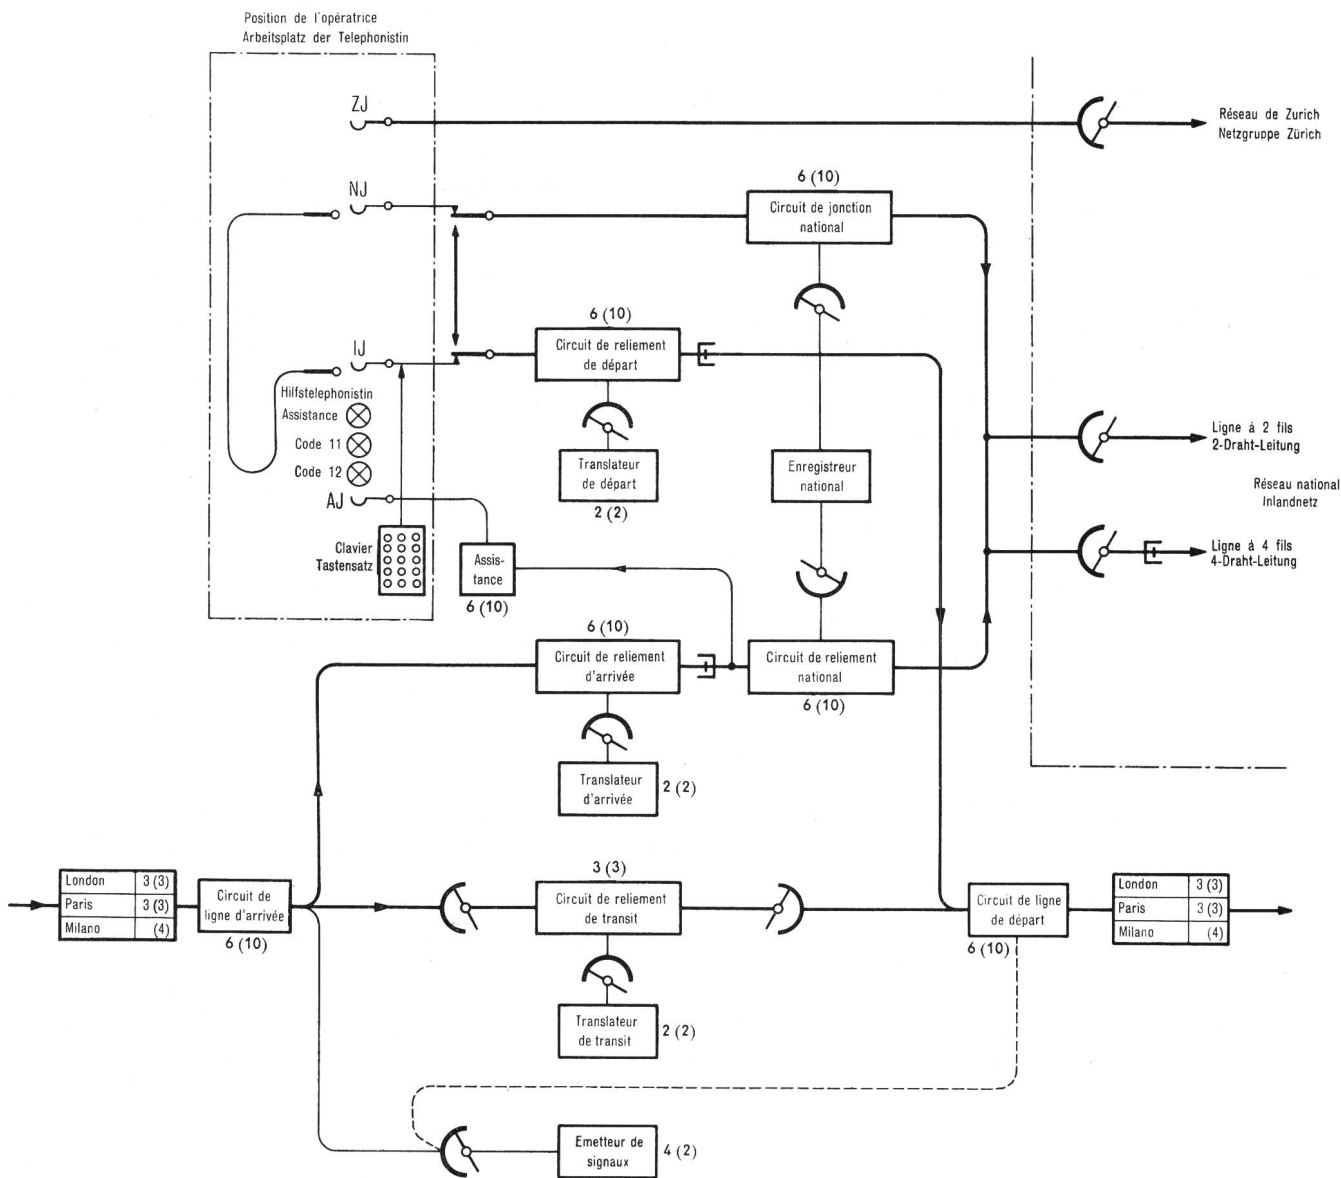 Position de l'opératrice
Arbeitsplatz der Telephonistin
ZJ
Réseau de Zurich
Netzgruppe Zürich
NJ
6 (10)
Circuit de jonction
national
6 (10)
IJ
Circuit de reliement
de départ
Hilfstelephonistin
Assistance
Code 11
Code 12
Ligne à 2 fils
2-Draht-Leitung
Translateur
de départ
2 (2)
Enregistreur
national
Réseau national
Inlandnetz
AJ
Clavier
Tastensatz
Assis-
tance
6 (10)
Ligne à 4 fils
4-Draht-Leitung
6 (10)
Circuit de reliement
d'arrivée
Circuit de reliement
national
6 (10)
Translateur
d'arrivée
2 (2)
London 3 (3)
Paris 3 (3)
Milano (4)
Circuit de
ligne d'arrivée
6 (10)
3 (3)
Circuit de reliement
de transit
Circuit de ligne
de départ
6 (10)
London 3 (3)
Paris 3 (3)
Milano (4)
Translateur
de transit
2 (2)
Emetteur de
signaux
4 (2)